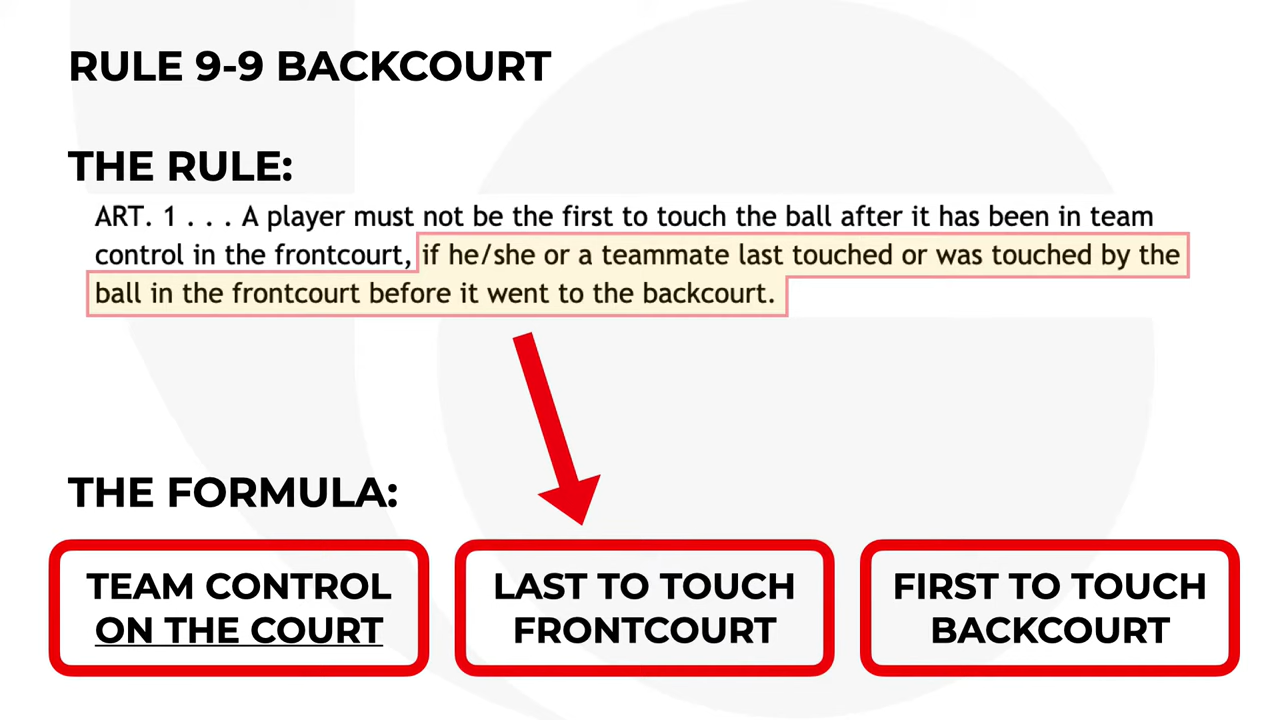 RULE 9-9 BACKCOURT
THE RULE:
ART. 1 . . . A player must not be the first to touch the ball after it has been in team
control in the frontcourt, if he/she or a teammate last touched or was touched by the
ball in the frontcourt before it went to the backcourt.
THE FORMULA:
TEAM CONTROL
ON THE COURT
LAST TO TOUCH
FRONTCOURT
FIRST TO TOUCH
BACKCOURT